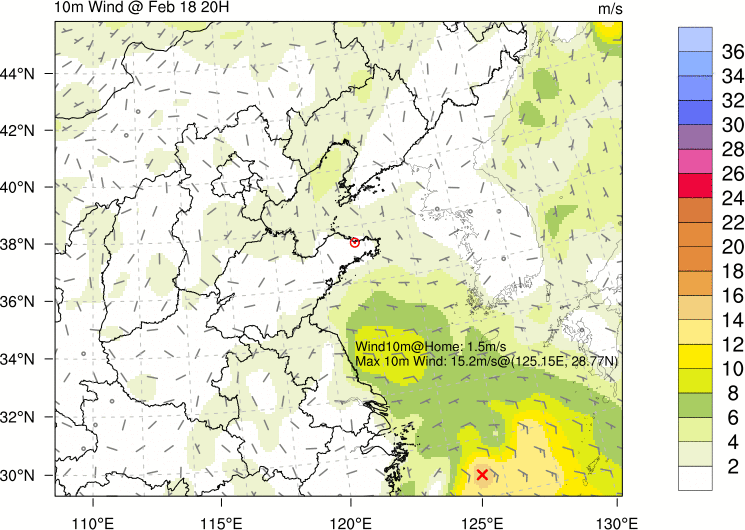 10m Wind @ Feb 18 20H
m/s
44°N
42°N
40°N
38°N
36°N
34°N
32°N
30°N
Wind10m@Home: 1.5m/s
Max 10m Wind: 15.2m/s@(125.15E, 28.77N)
110°E
115°E
120°E
125°E
130°E
36
34
32
30
28
26
24
22
20
18
16
14
12
10
8
6
4
2